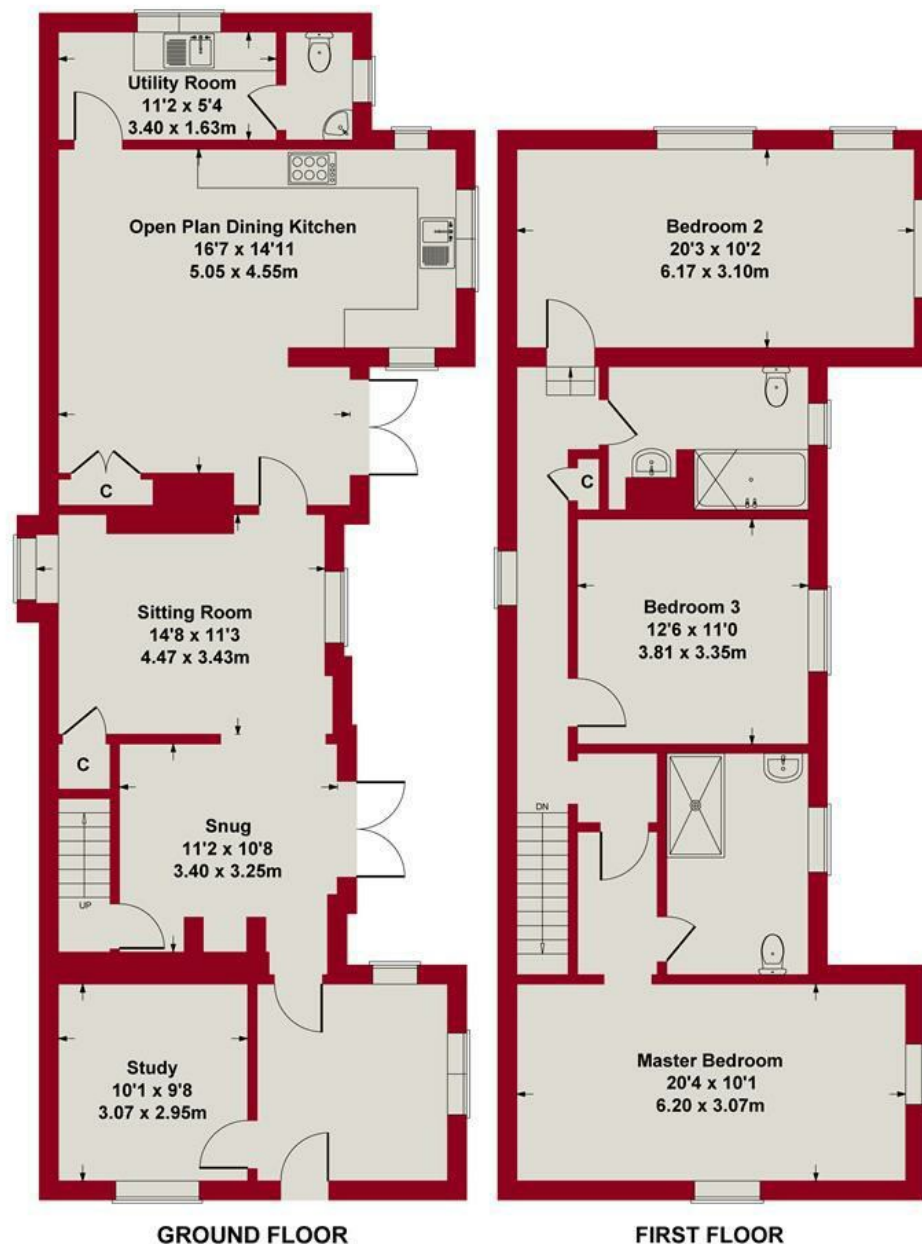 Utility Room
11'2 x 5'4
3.40 x 1.63m
Open Plan Dining Kitchen
16'7 x 14'11
5.05 x 4.55m
C
Sitting Room
14'8 x 11'3
4.47 x 3.43m
C
Snug
11'2 x 10'8
3.40 x 3.25m
UP
Study
10'1 x 9'8
3.07 x 2.95m
GROUND FLOOR
Bedroom 2
20'3 x 10'2
6.17 x 3.10m
C
Bedroom 3
12'6 x 11'0
3.81 x 3.35m
DN
Master Bedroom
20'4 x 10'1
6.20 x 3.07m
FIRST FLOOR